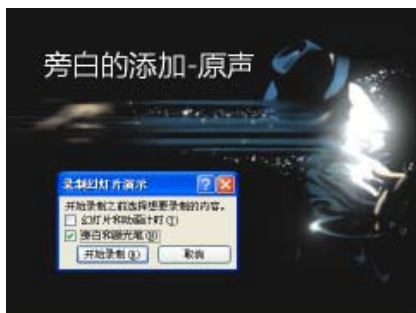 旁白的添加-原声
录制幻灯片演示
开始录制之前选择想要录制的内容。
幻灯片和动画计时(T)
旁白和激光笔(N)
开始录制(R) 取消